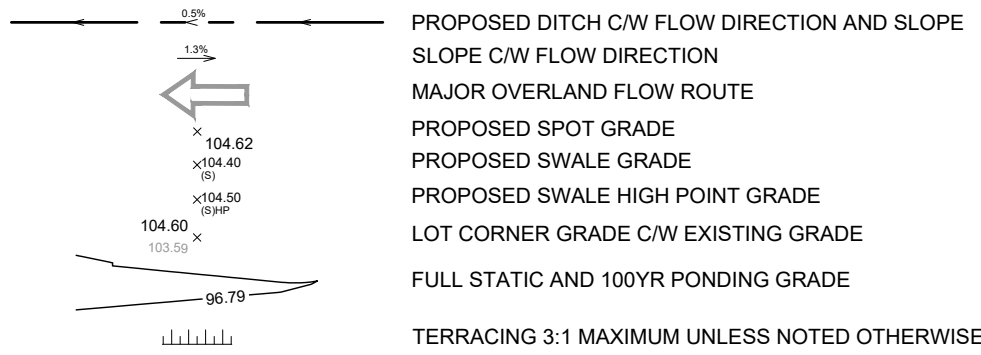 0.5% PROPOSED DITCH C/W FLOW DIRECTION AND SLOPE
1.3% SLOPE C/W FLOW DIRECTION
MAJOR OVERLAND FLOW ROUTE
104.62 PROPOSED SPOT GRADE
104.40 PROPOSED SWALE GRADE
(S)
104.50 PROPOSED SWALE HIGH POINT GRADE
(S)HP
104.60 LOT CORNER GRADE C/W EXISTING GRADE
103.59
96.79 FULL STATIC AND 100YR PONDING GRADE
TERRACING 3:1 MAXIMUM UNLESS NOTED OTHERWISE